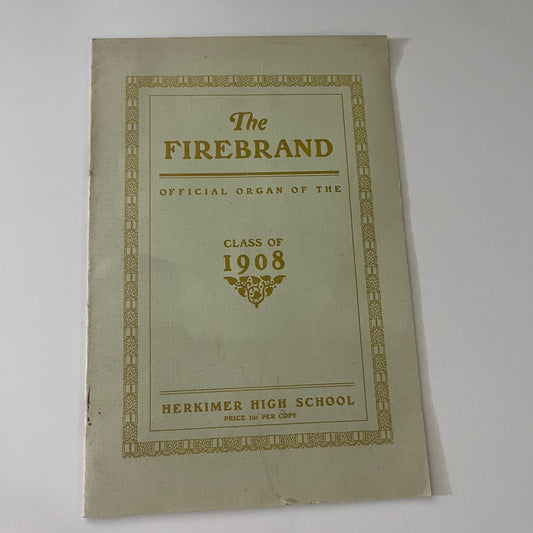 The
FIREBRAND
OFFICIAL ORGAN OF THE
CLASS OF
1908
HERKIMER HIGH SCHOOL
PRICE 10c PER COPY